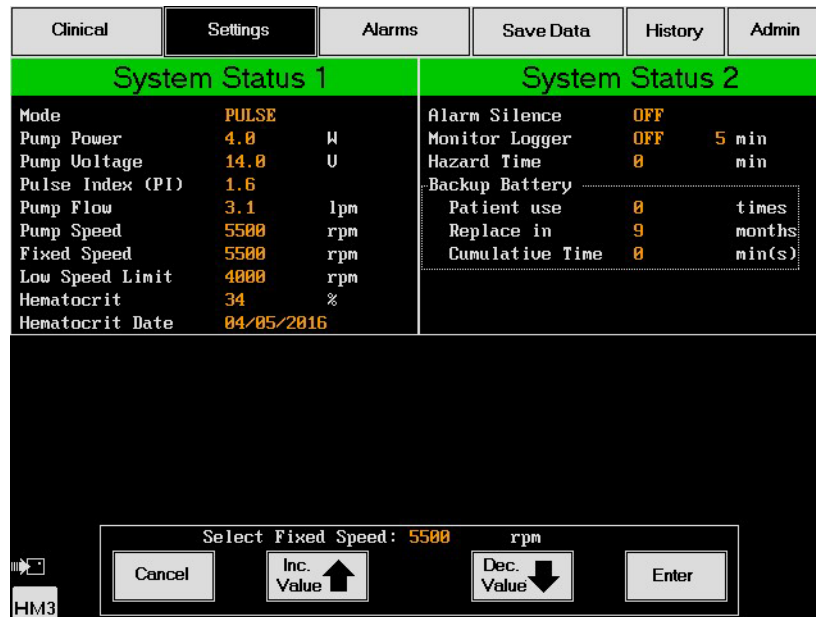 Clinical Settings Alarms Save Data History Admin
System Status 1
Mode PULSE
Pump Power 4.0 W
Pump Voltage 14.0 V
Pulse Index (PI) 1.6
Pump Flow 3.1 lpm
Pump Speed 5500 rpm
Fixed Speed 5500 rpm
Low Speed Limit 4000 rpm
Hematocrit 34 %
Hematocrit Date 04/05/2016
System Status 2
Alarm Silence OFF
Monitor Logger OFF 5 min
Hazard Time 0 min
Backup Battery
Patient use 0 times
Replace in 9 months
Cumulative Time 0 min(s)
Select Fixed Speed: 5500 rpm
Cancel
Inc.
Value
Dec.
Value
Enter
HM3